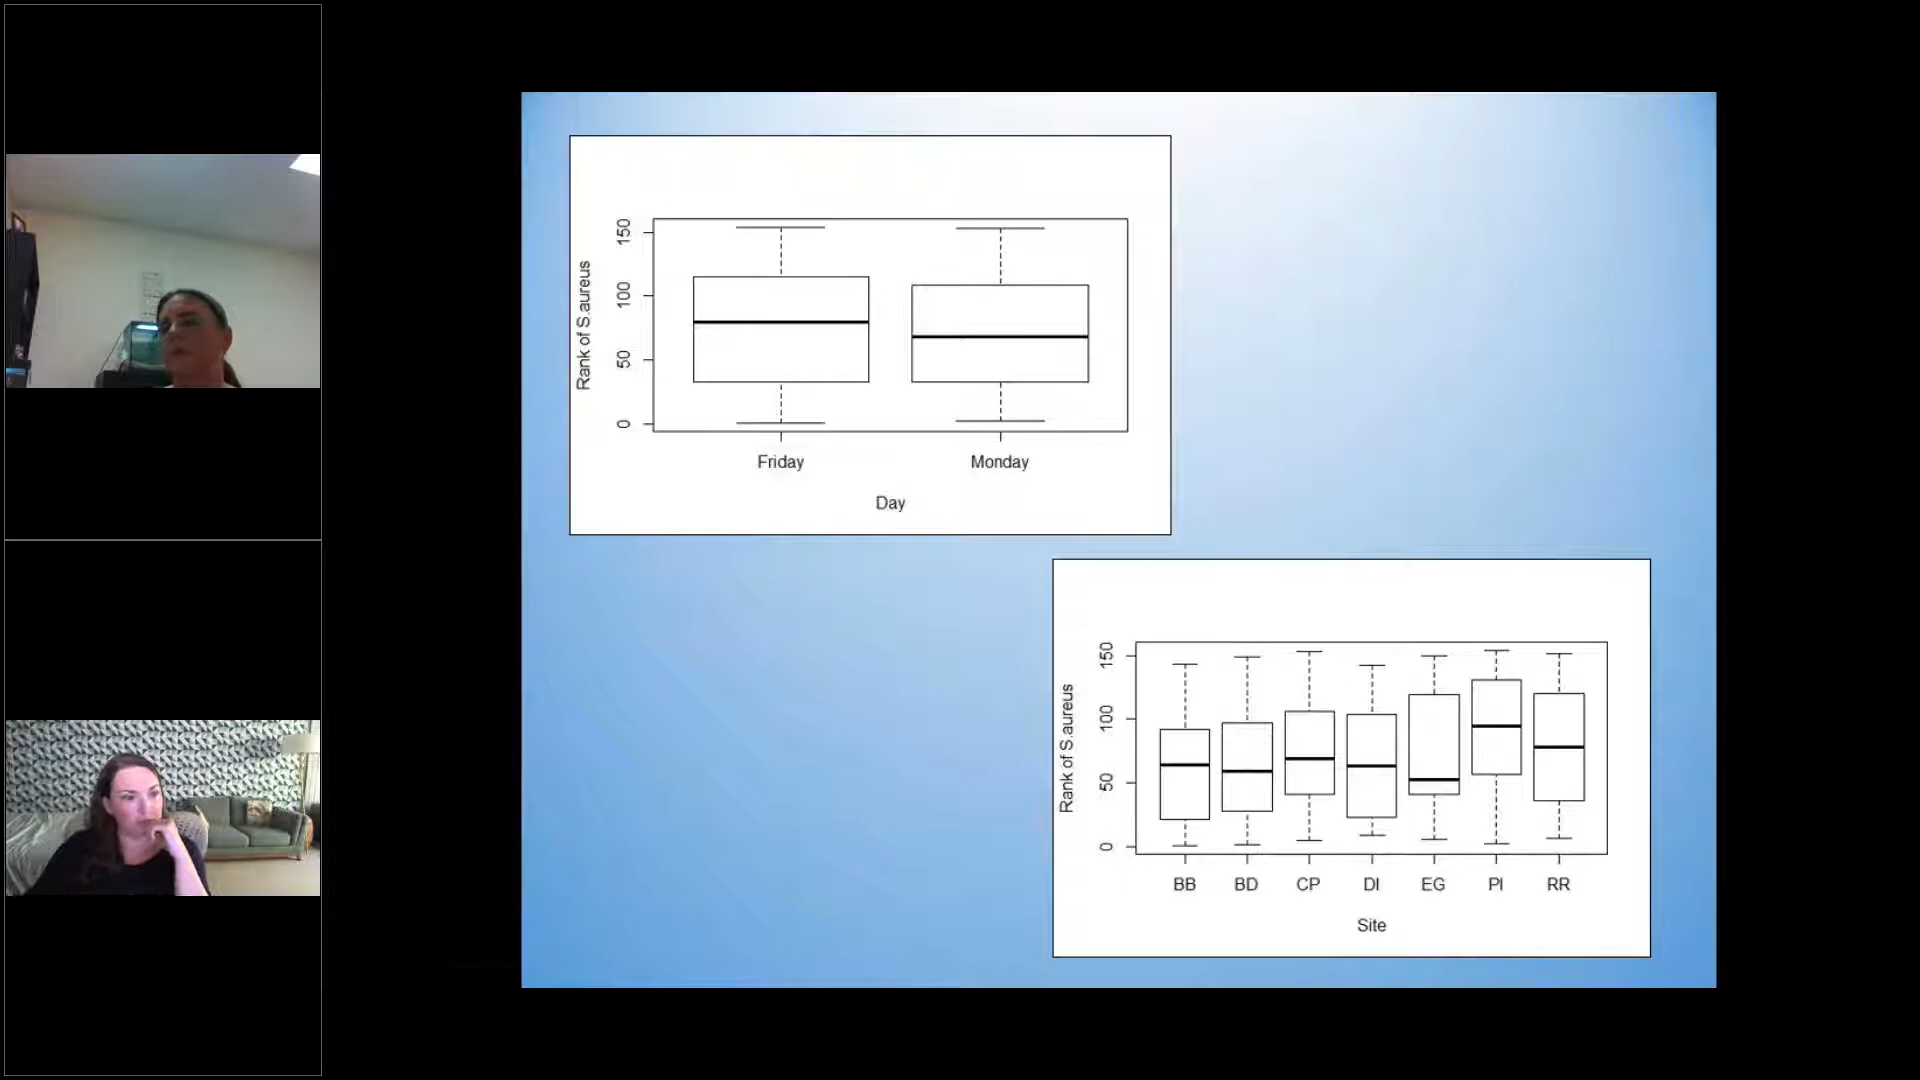 Rank of S.aureus
150
100
50
0
Friday Monday
Day
Rank of S.aureus
150
100
50
0
BB BD CP DI EG PI RR
Site